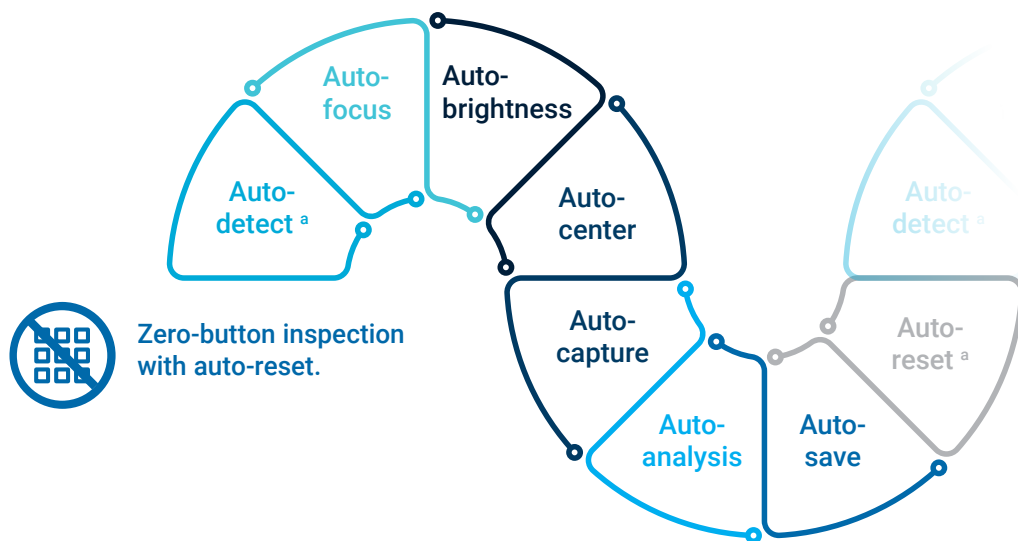 Auto-
detect ᵃ
Auto-
focus
Auto-
brightness
Auto-
center
Auto-
capture
Auto-
analysis
Auto-
save
Auto-
reset ᵃ
Auto-
detect ᵃ
Zero-button inspection
with auto-reset.